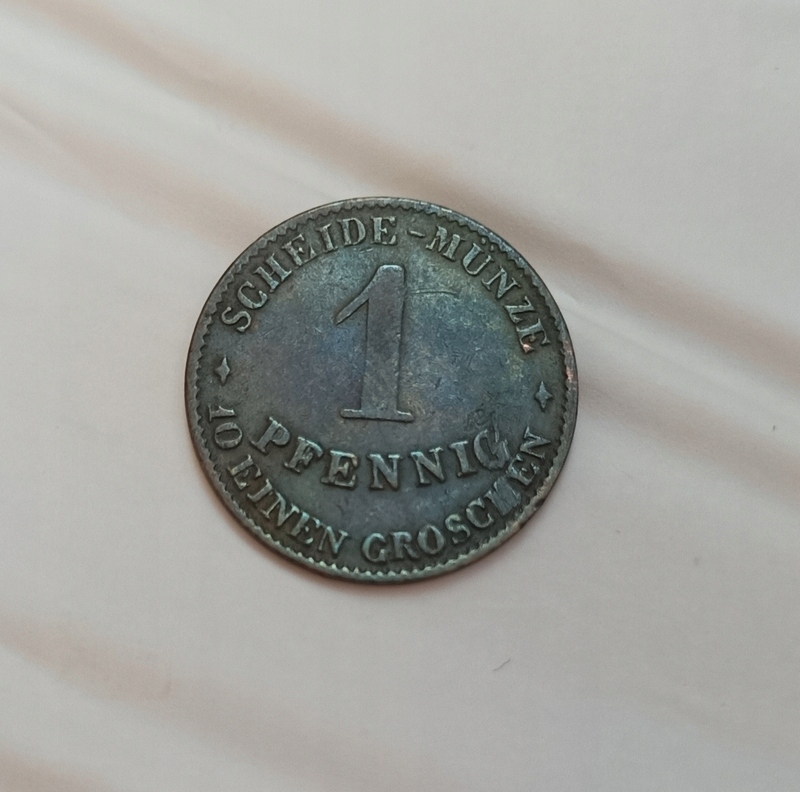 SCHEIDE-MÜNZE
1
PFENNIG
10 EINEN GROSCHEN